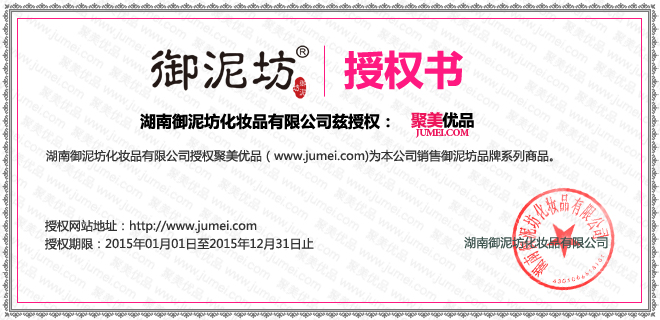 御泥坊® 授权书
湖南御泥坊化妆品有限公司兹授权： 聚美优品
JUMEI.COM
湖南御泥坊化妆品有限公司授权聚美优品（www.jumei.com)为本公司销售御泥坊品牌系列商品。
授权网站地址：http://www.jumei.com
授权期限：2015年01月01日至2015年12月31日止
湖南御泥坊化妆品有限公司
湖南御泥坊化妆品有限公司